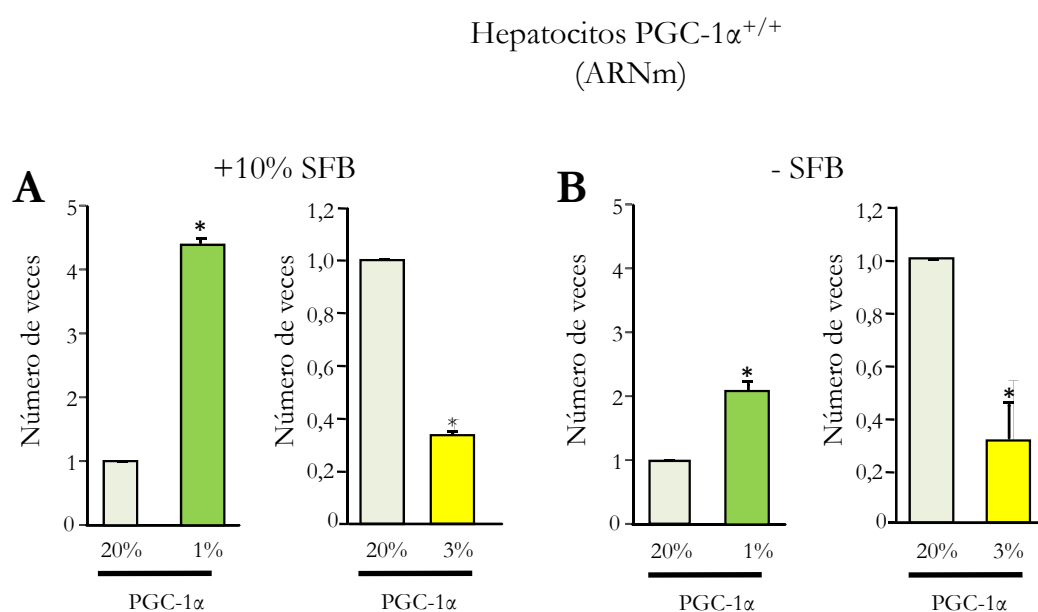 Hepatocitos PGC-1α+/+
(ARNm)
A
+10% SFB
B
- SFB
Número de veces
5
4
3
2
1
0
*
20%
1%
PGC-1α
Número de veces
1,2
1,0
0,8
0,6
0,4
0,2
0
*
20%
3%
PGC-1α
Número de veces
5
4
3
2
1
0
*
20%
1%
PGC-1α
Número de veces
1,2
1,0
0,8
0,6
0,4
0,2
0
*
20%
3%
PGC-1α